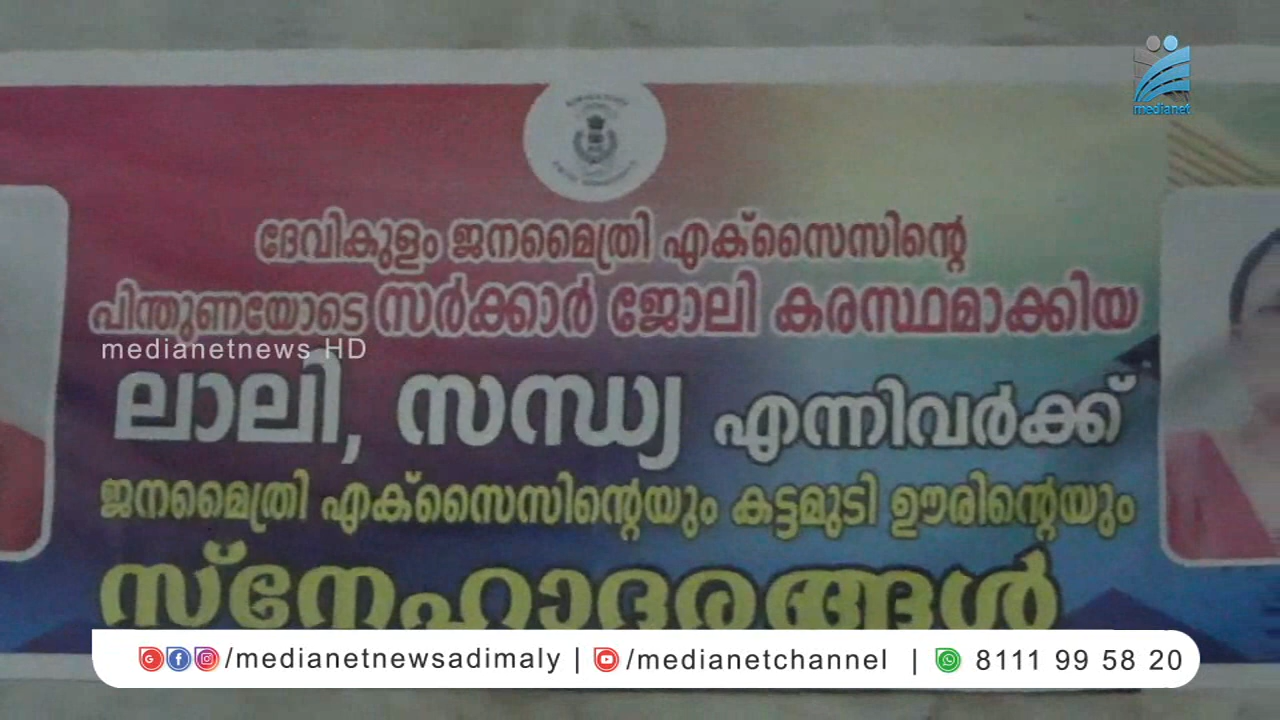 medianet
ദേവികുളം ജനമൈത്രി എക്സൈസിന്റെ
പിന്തുണയോടെ സർക്കാർ ജോലി കരസ്ഥമാക്കിയ
medianetnews HD
ലാലി, സന്ധ്യ എന്നിവർക്ക്
ജനമൈത്രി എക്സൈസിന്റെയും കട്ടമുടി ഊരിന്റെയും
സ്നേഹാദരങ്ങൾ
/medianetnewsadimaly | /medianetchannel | 8111 99 58 20